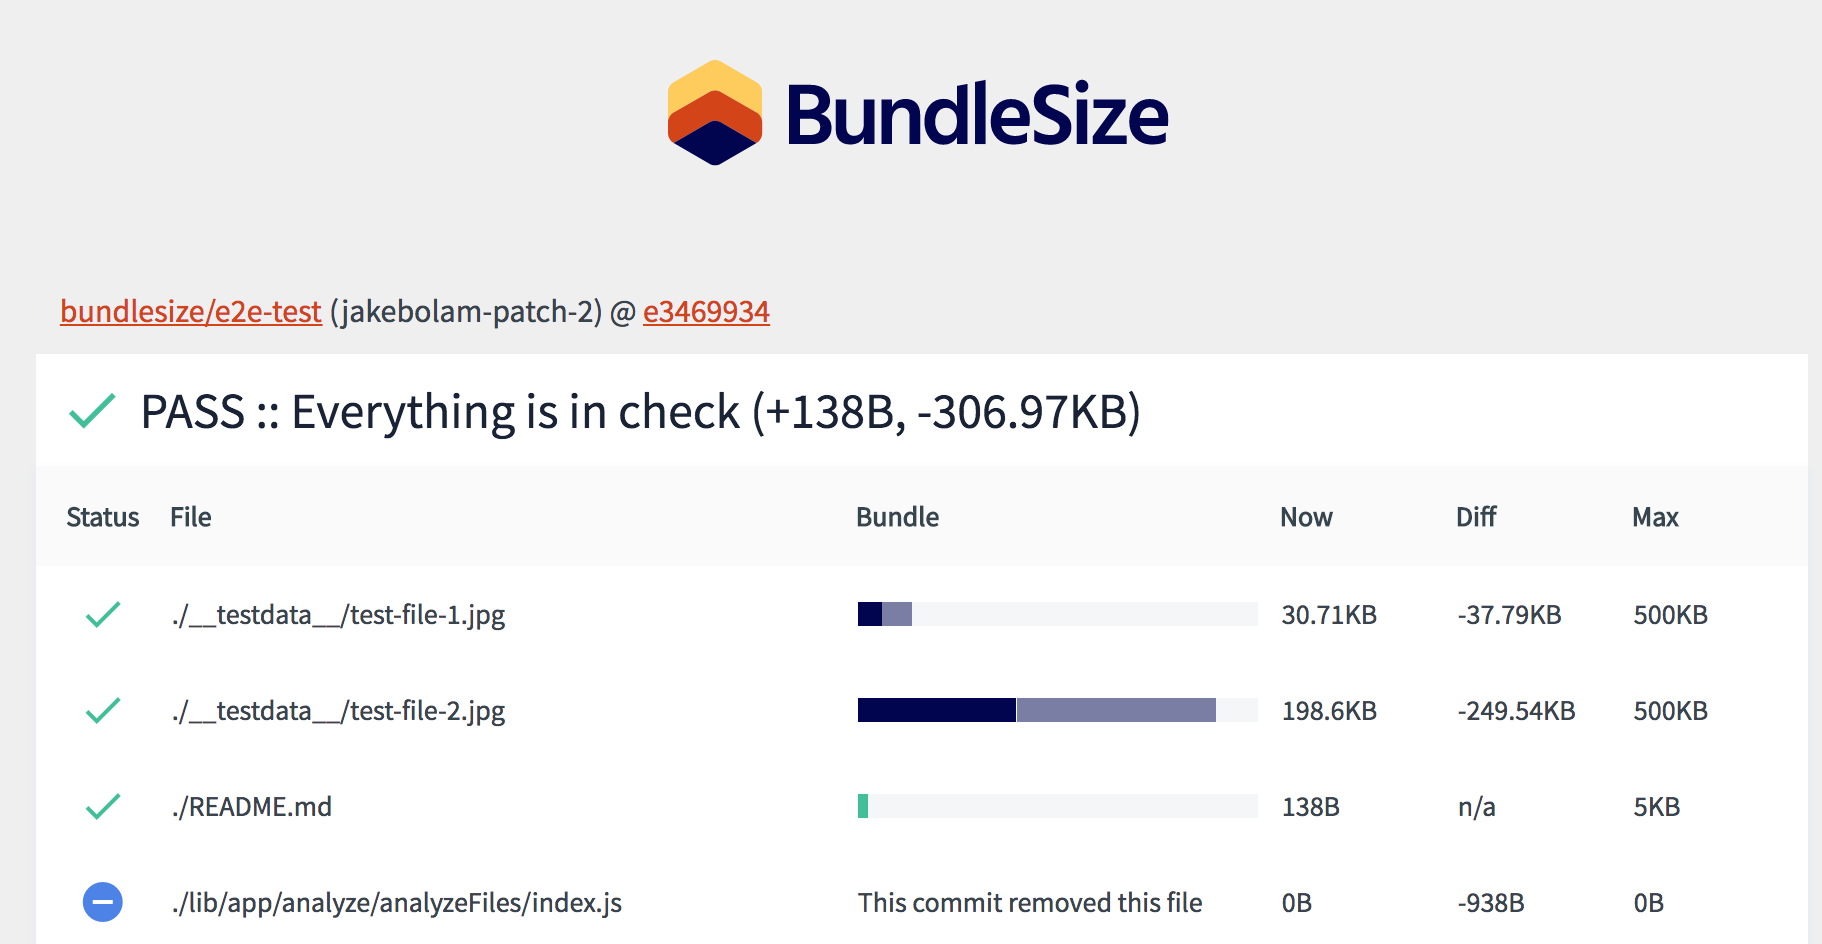 BundleSize
bundlesize/e2e-test (jakebolam-patch-2) @ e3469934
PASS :: Everything is in check (+138B, -306.97KB)
Status File Bundle Now Diff Max
./__testdata__/test-file-1.jpg 30.71KB -37.79KB 500KB
./__testdata__/test-file-2.jpg 198.6KB -249.54KB 500KB
./README.md 138B n/a 5KB
./lib/app/analyze/analyzeFiles/index.js This commit removed this file 0B -938B 0B